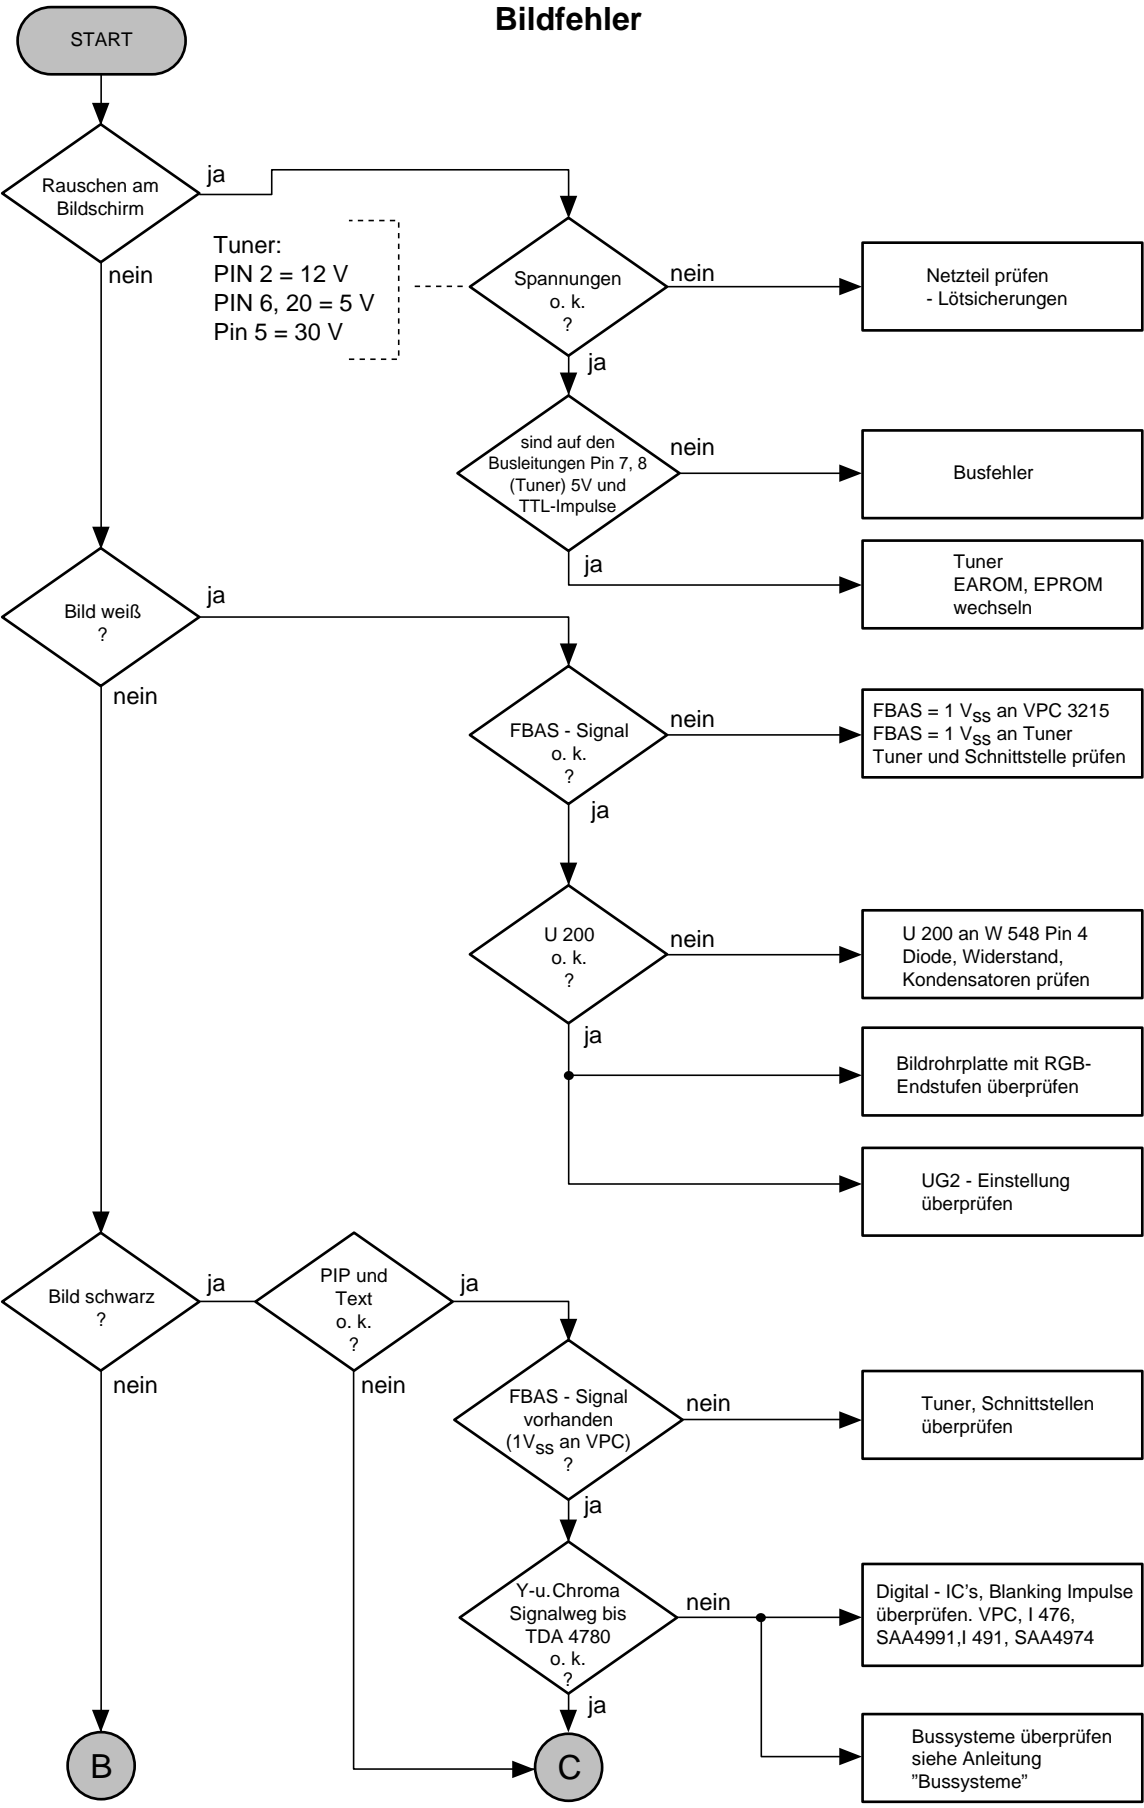 Bildfehler
START
Rauschen am
Bildschirm
ja
nein
Tuner:
PIN 2 = 12 V
PIN 6, 20 = 5 V
Pin 5 = 30 V
Spannungen
o. k.
?
nein
ja
Netzteil prüfen
- Lötsicherungen
sind auf den
Busleitungen Pin 7, 8
(Tuner) 5V und
TTL-Impulse
nein
ja
Busfehler
Tuner
EAROM, EPROM
wechseln
Bild weiß
?
ja
nein
FBAS - Signal
o. k.
?
nein
ja
FBAS = 1 VSS an VPC 3215
FBAS = 1 VSS an Tuner
Tuner und Schnittstelle prüfen
U 200
o. k.
?
nein
ja
U 200 an W 548 Pin 4
Diode, Widerstand,
Kondensatoren prüfen
Bildrohrplatte mit RGB-
Endstufen überprüfen
UG2 - Einstellung
überprüfen
Bild schwarz
?
ja
nein
PIP und
Text
o. k.
?
ja
nein
FBAS - Signal
vorhanden
(1VSS an VPC)
?
nein
ja
Tuner, Schnittstellen
überprüfen
Y-u.Chroma
Signalweg bis
TDA 4780
o. k.
?
nein
ja
Digital - IC's, Blanking Impulse
überprüfen. VPC, I 476,
SAA4991,I 491, SAA4974
Bussysteme überprüfen
siehe Anleitung
”Bussysteme”
B
C